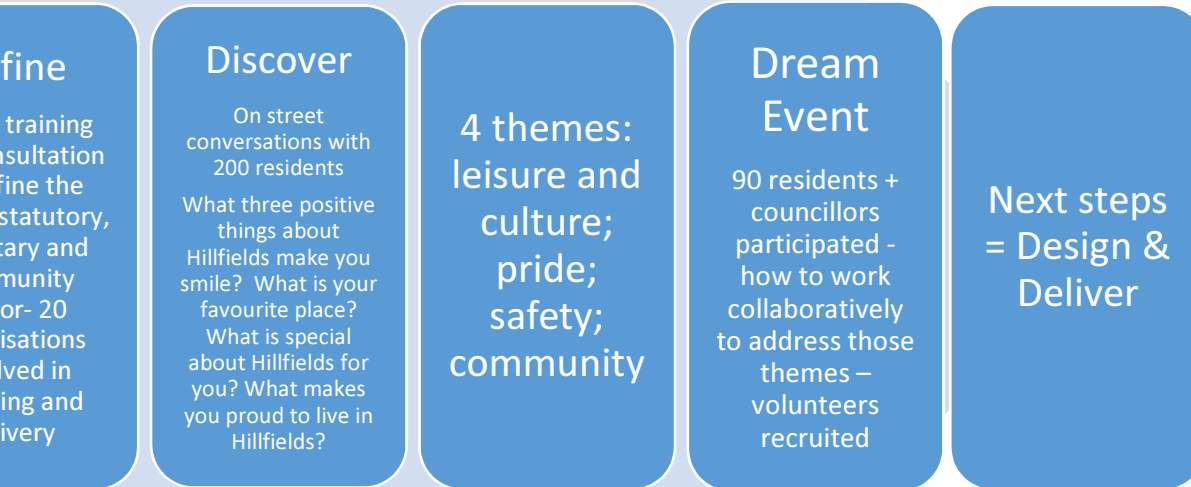 fine
training
nsultation
fine the
statutory,
tary and
munity
or- 20
isations
lved in
ing and
ivery
Discover
On street
conversations with
200 residents
What three positive
things about
Hillfields make you
smile? What is your
favourite place?
What is special
about Hillfields for
you? What makes
you proud to live in
Hillfields?
4 themes:
leisure and
culture;
pride;
safety;
community
Dream
Event
90 residents +
councillors
participated -
how to work
collaboratively
to address those
themes –
volunteers
recruited
Next steps
= Design &
Deliver